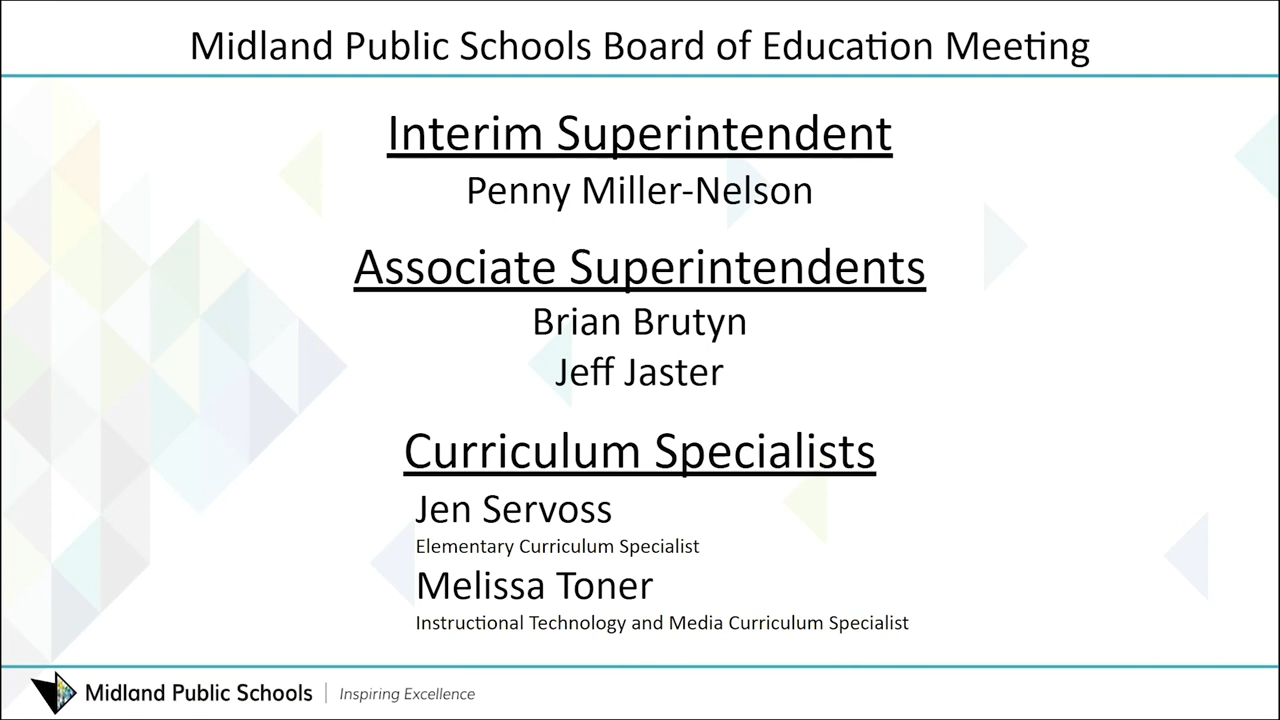 Midland Public Schools Board of Education Meeting
Interim Superintendent
Penny Miller-Nelson
Associate Superintendents
Brian Brutyn
Jeff Jaster
Curriculum Specialists
Jen Servoss
Elementary Curriculum Specialist
Melissa Toner
Instructional Technology and Media Curriculum Specialist
Midland Public Schools | Inspiring Excellence